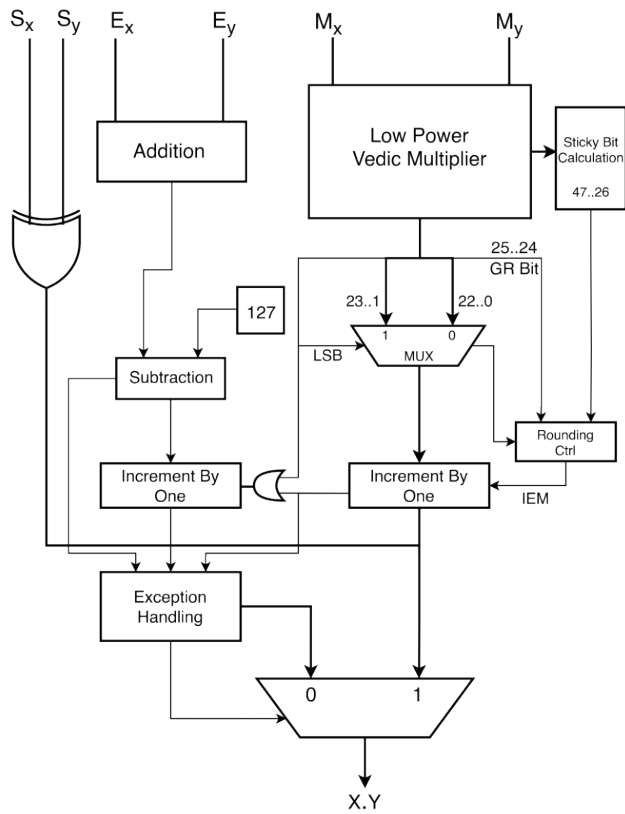 Sx Sy Ex Ey Mx My
Addition
Low Power
Vedic Multiplier
Sticky Bit
Calculation
47..26
25..24
GR Bit
23..1
22..0
127
1 0
LSB
MUX
Subtraction
Rounding
Ctrl
Increment By
One
Increment By
One
IEM
Exception
Handling
0 1
X.Y